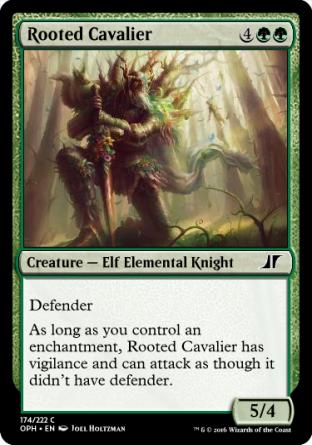 Rooted Cavalier 4
Creature — Elf Elemental Knight
Defender
As long as you control an
enchantment, Rooted Cavalier has
vigilance and can attack as though it
didn't have defender.
5/4
174/222 C
OPH • EN Joel Holtzman
™ & © 2016 Wizards of the Coast